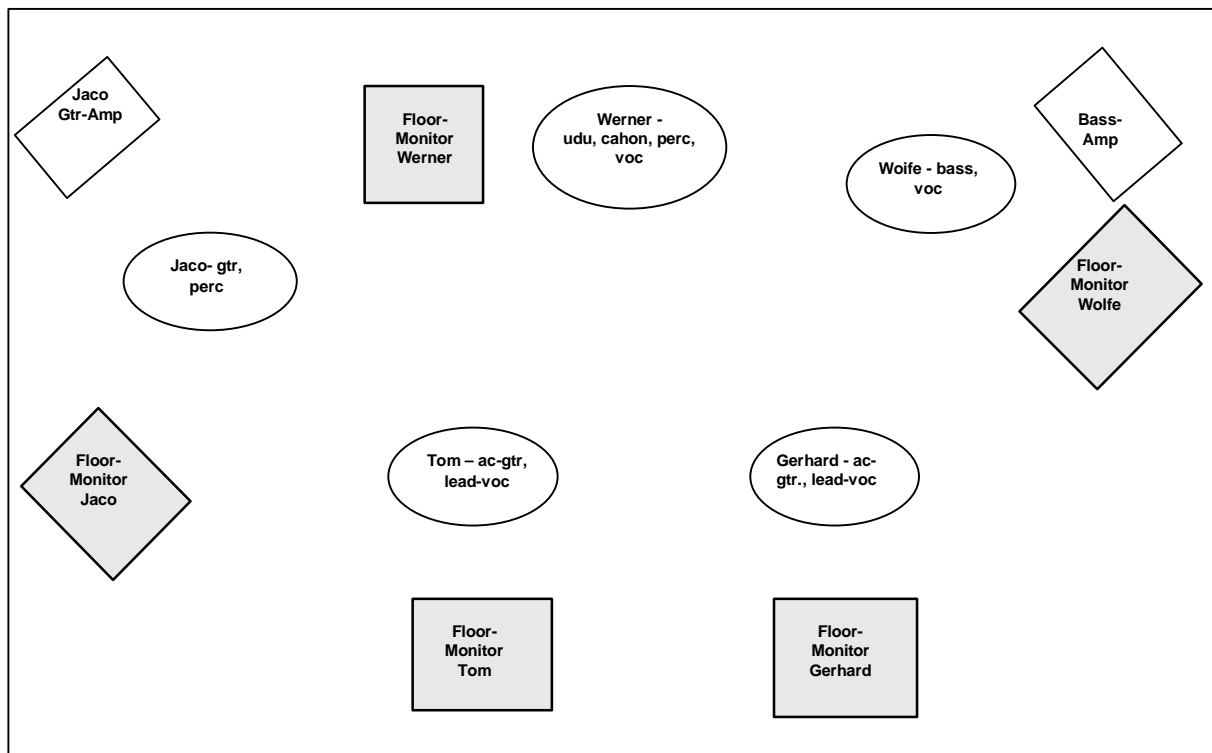 Jaco
Gtr-Amp
Floor-
Monitor
Werner
Werner -
udu, cahon, perc,
voc
Woife - bass,
voc
Bass-
Amp
Jaco- gtr,
perc
Floor-
Monitor
Wolfe
Floor-
Monitor
Jaco
Tom – ac-gtr,
lead-voc
Gerhard - ac-
gtr., lead-voc
Floor-
Monitor
Tom
Floor-
Monitor
Gerhard